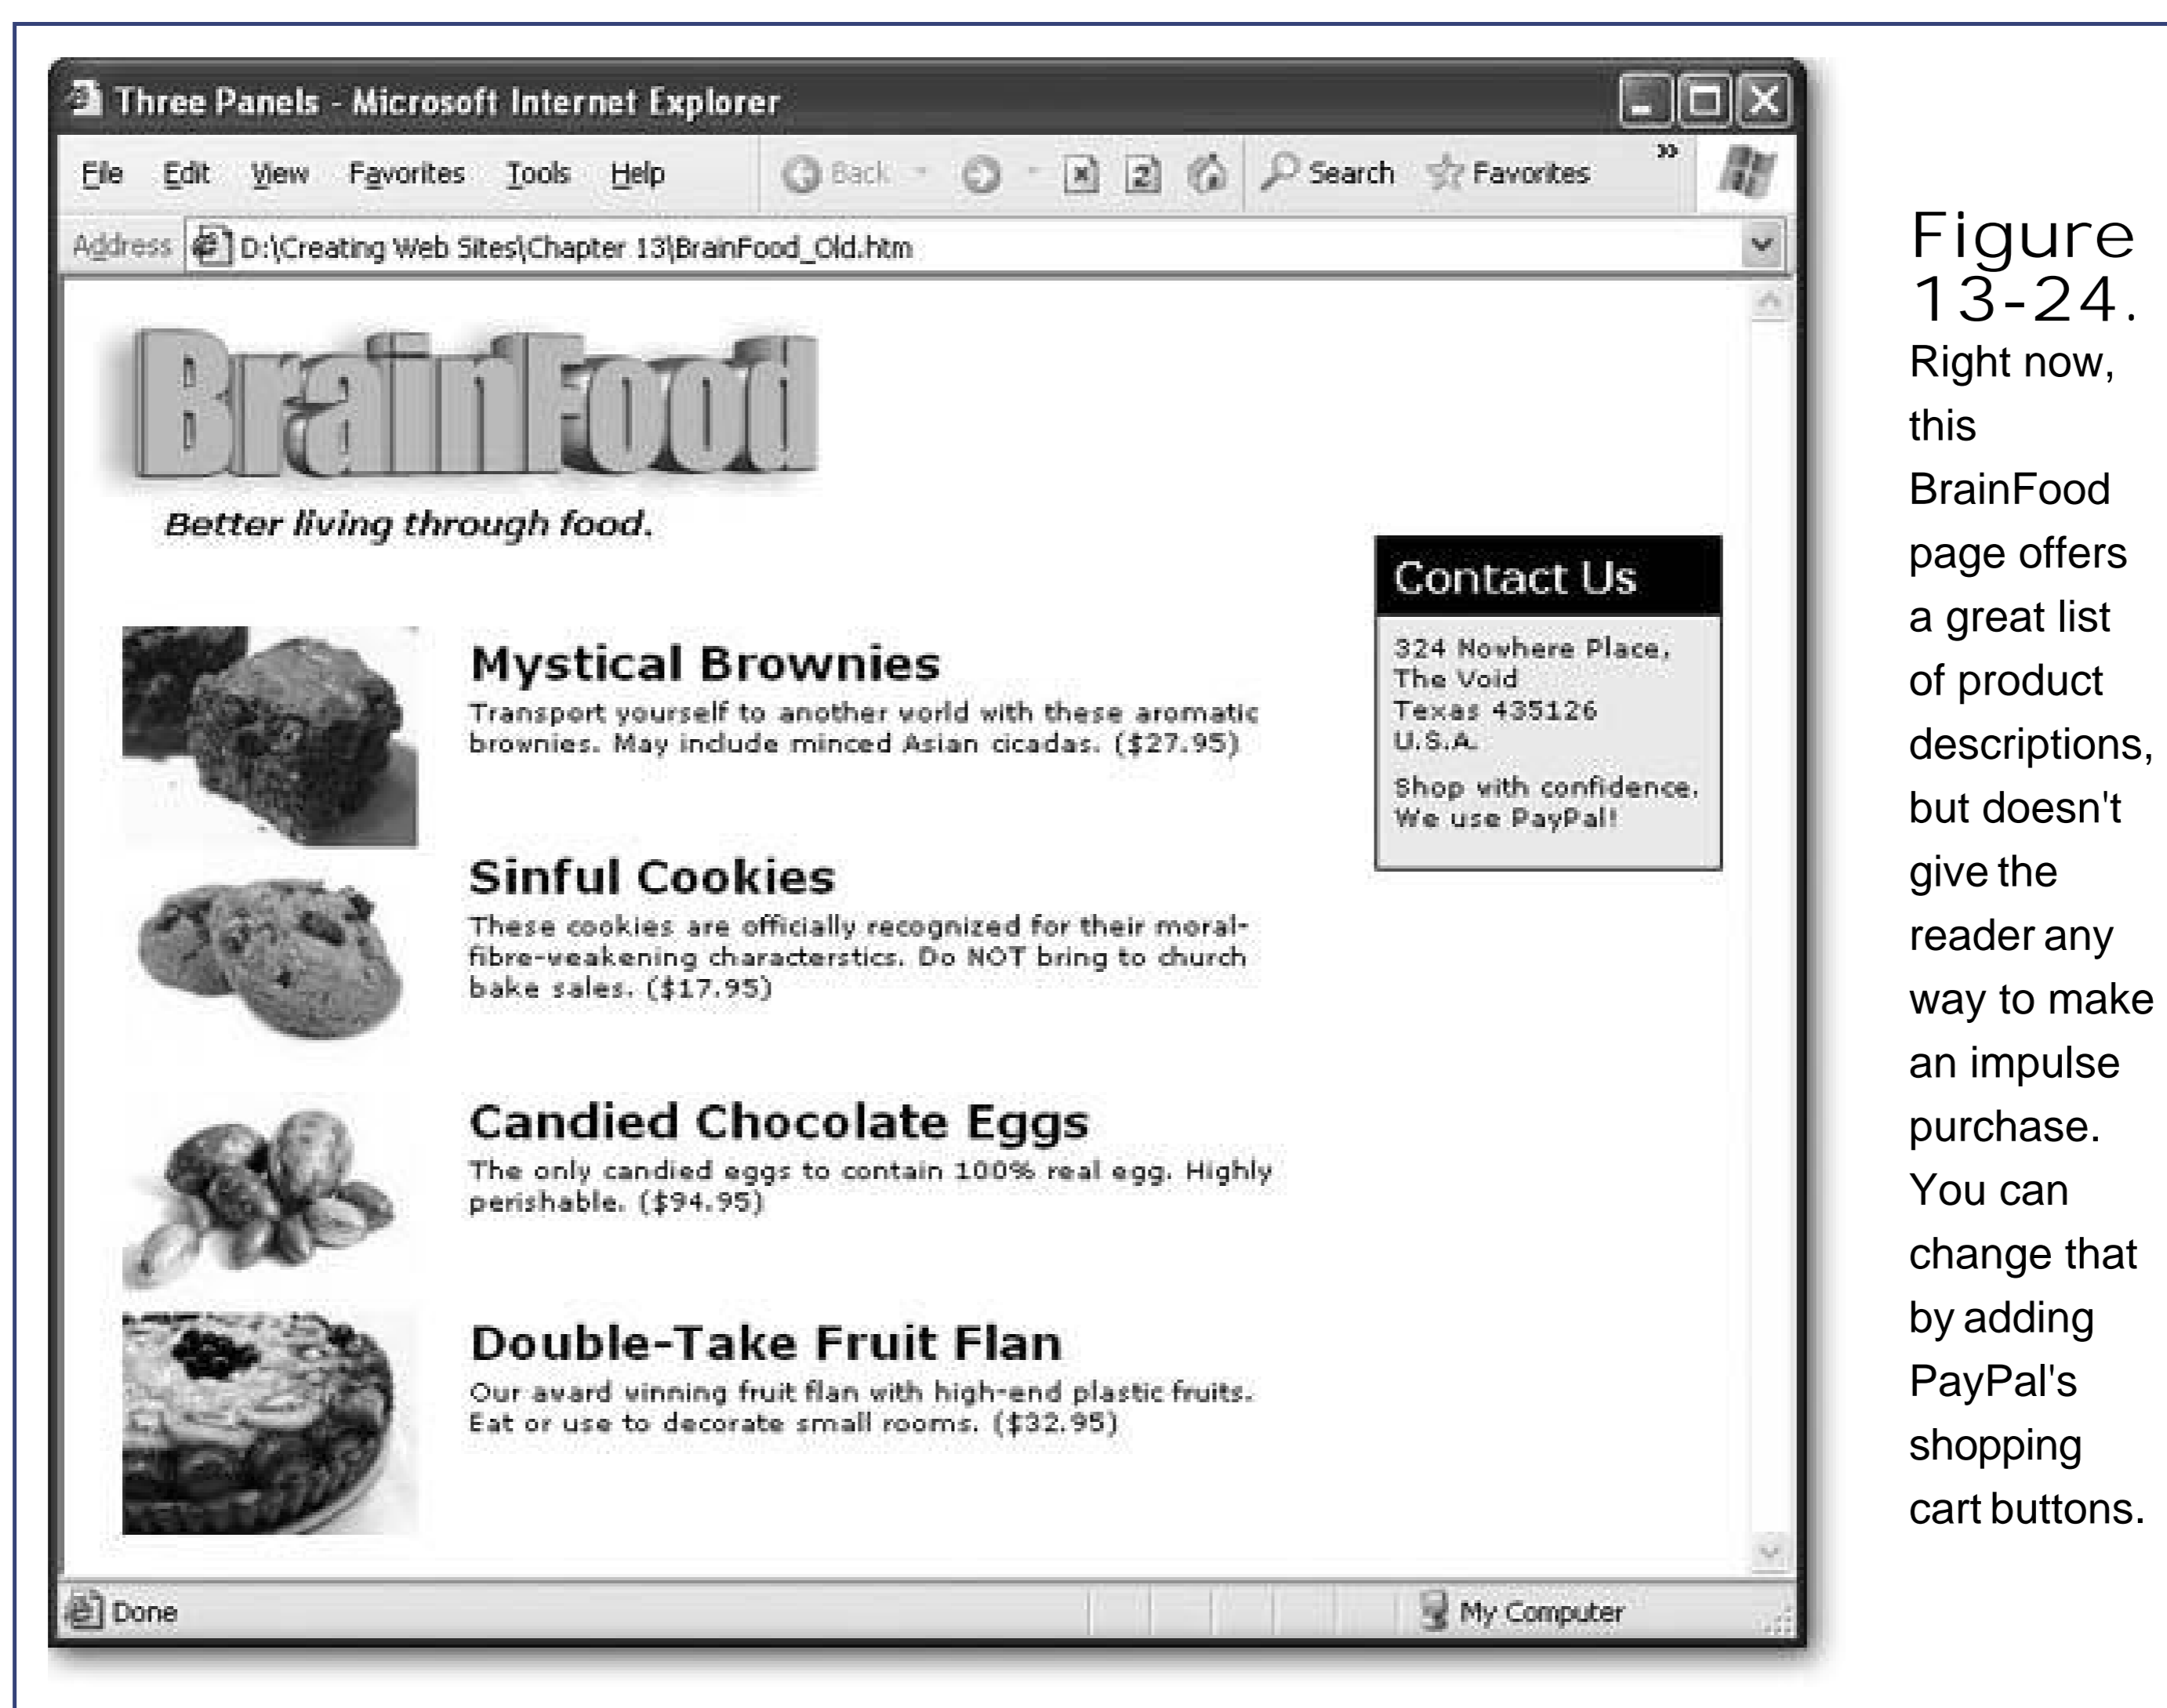 Three Panels - Microsoft Internet Explorer
File Edit View Favorites Tools Help Back Search Favorites »
Address D:\Creating Web Sites\Chapter 13\BrainFood_Old.htm
BrainFood
Better living through food.
Contact Us
324 Nowhere Place,
The Void
Texas 435126
U.S.A.
Shop with confidence.
We use PayPal!
Mystical Brownies
Transport yourself to another world with these aromatic
brownies. May include minced Asian cicadas. ($27.95)
Sinful Cookies
These cookies are officially recognized for their moral-
fibre-weakening characterstics. Do NOT bring to church
bake sales. ($17.95)
Candied Chocolate Eggs
The only candied eggs to contain 100% real egg. Highly
perishable. ($94.95)
Double-Take Fruit Flan
Our award winning fruit flan with high-end plastic fruits.
Eat or use to decorate small rooms. ($32.95)
Done My Computer
Figure
13-24.
Right now,
this
BrainFood
page offers
a great list
of product
descriptions,
but doesn't
give the
reader any
way to make
an impulse
purchase.
You can
change that
by adding
PayPal's
shopping
cart buttons.